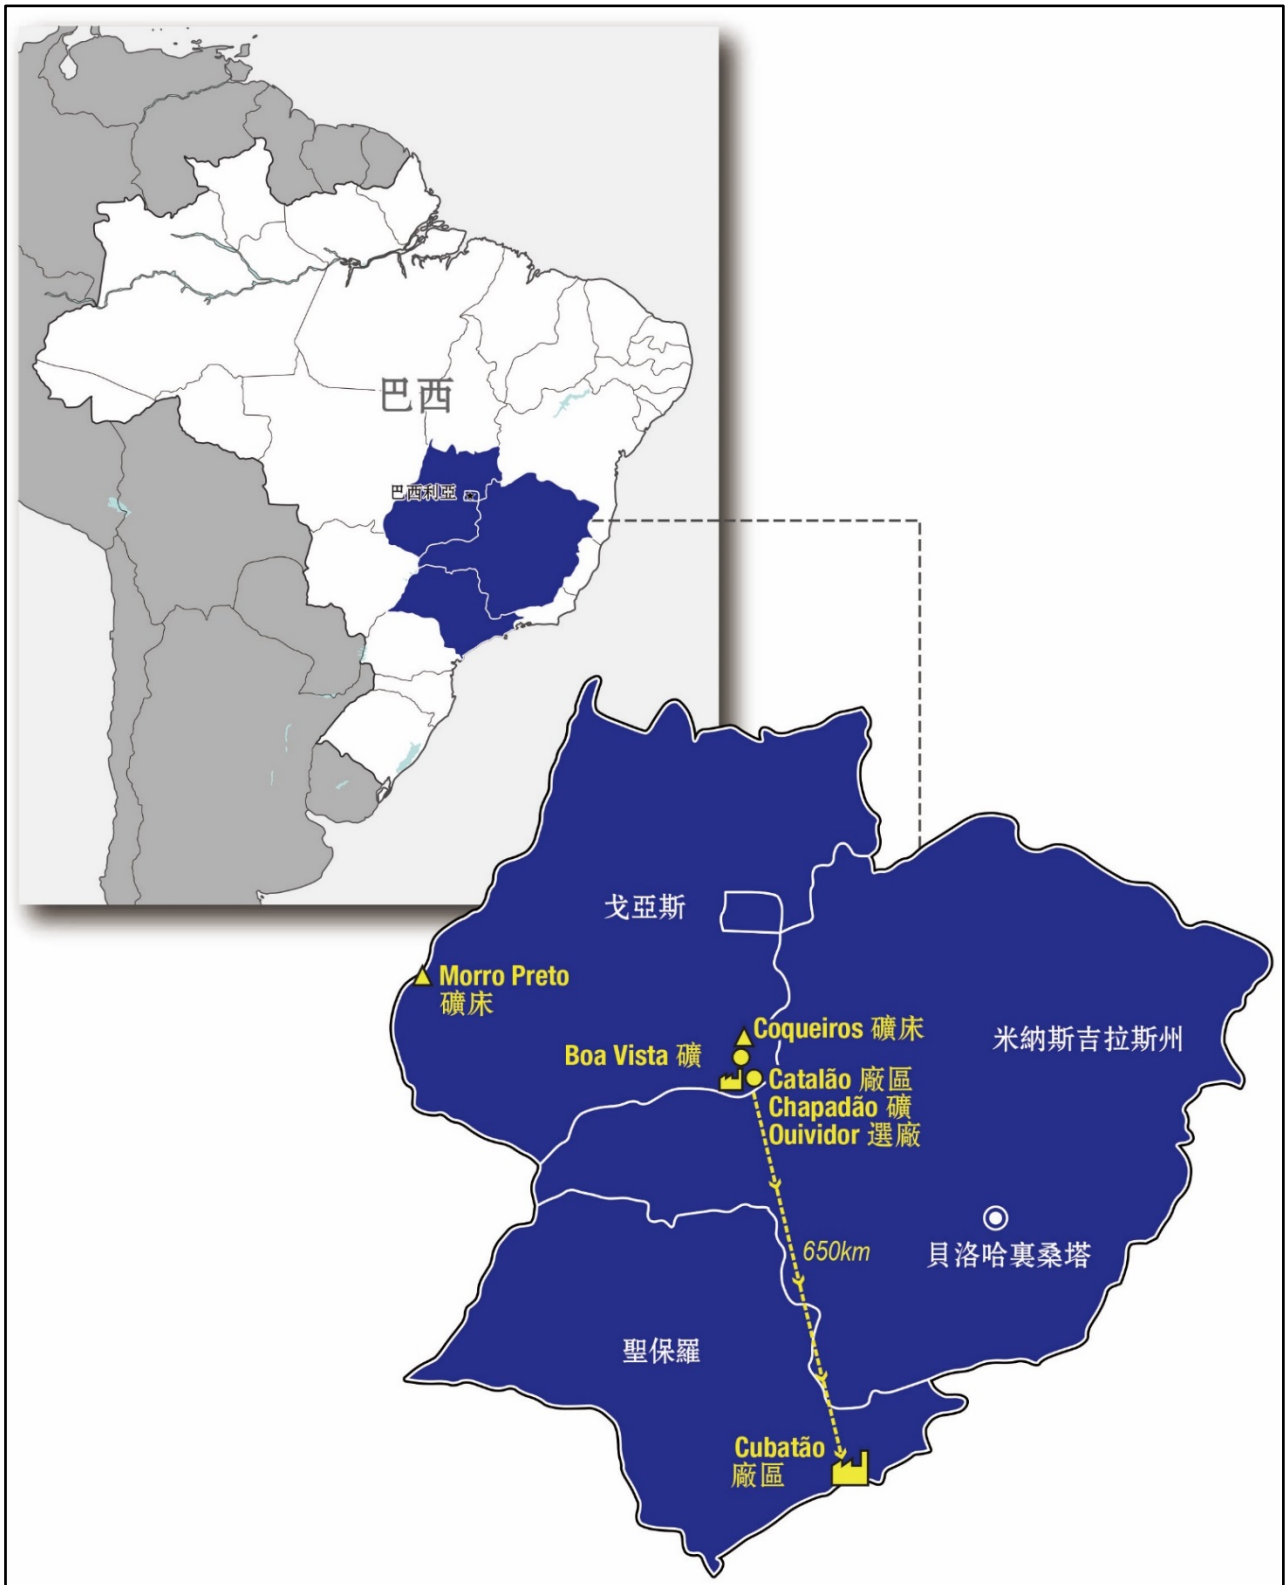 巴西
巴西利亞
戈亞斯
Morro Preto
礦床
Coqueiros 礦床
米納斯吉拉斯州
Boa Vista 礦
Catalão 廠區
Chapadão 礦
Ouividor 選廠
650km
貝洛哈裏桑塔
聖保羅
Cubatão
廠區